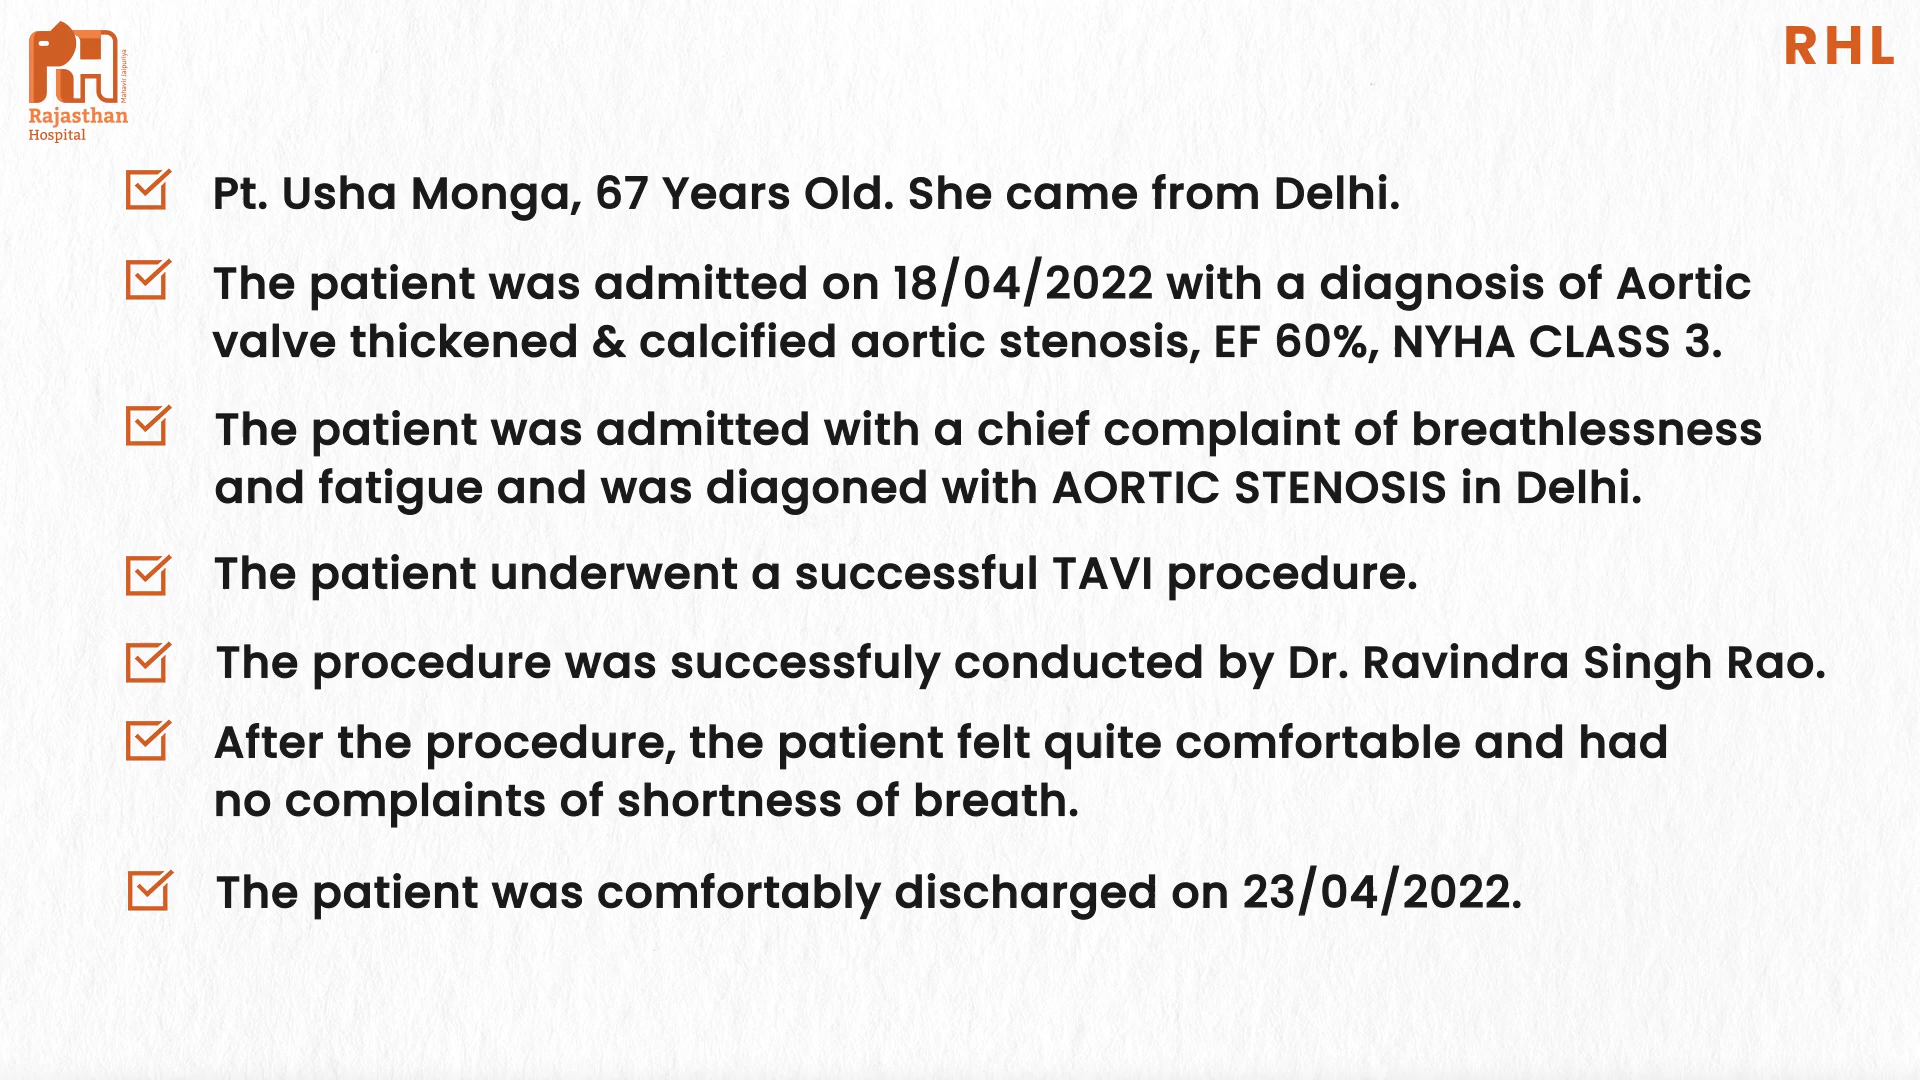 RHL
Mahavir Jaipuriya
Rajasthan
Hospital
Pt. Usha Monga, 67 Years Old. She came from Delhi.
The patient was admitted on 18/04/2022 with a diagnosis of Aortic
valve thickened & calcified aortic stenosis, EF 60%, NYHA CLASS 3.
The patient was admitted with a chief complaint of breathlessness
and fatigue and was diagoned with AORTIC STENOSIS in Delhi.
The patient underwent a successful TAVI procedure.
The procedure was successfuly conducted by Dr. Ravindra Singh Rao.
After the procedure, the patient felt quite comfortable and had
no complaints of shortness of breath.
The patient was comfortably discharged on 23/04/2022.